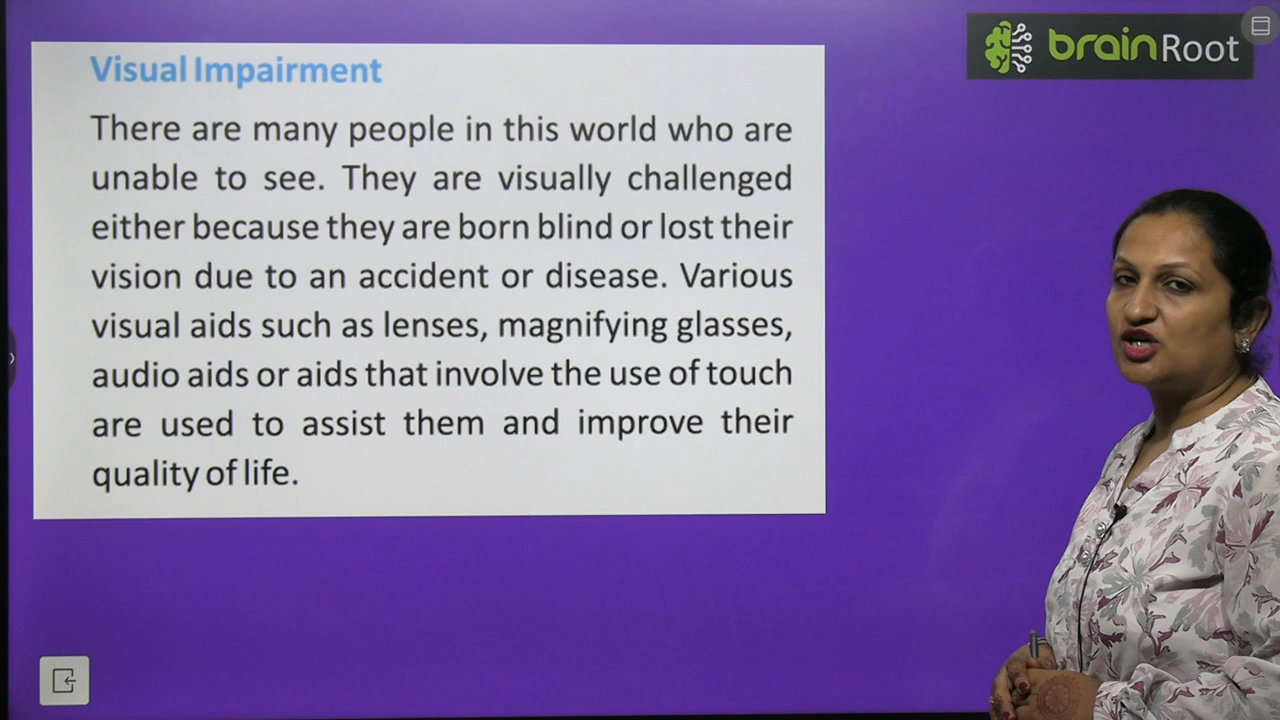 Visual Impairment
There are many people in this world who are
unable to see. They are visually challenged
either because they are born blind or lost their
vision due to an accident or disease. Various
visual aids such as lenses, magnifying glasses,
audio aids or aids that involve the use of touch
are used to assist them and improve their
quality of life.
brainRoot